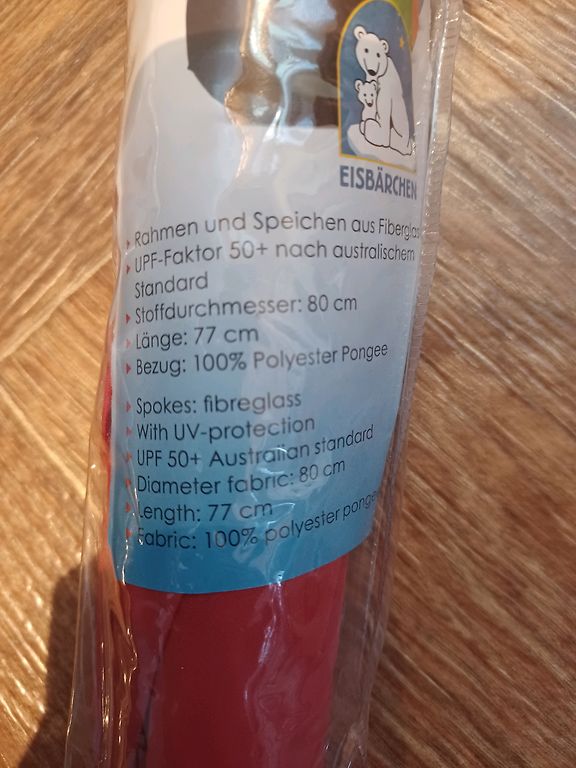 EISBÄRCHEN
Rahmen und Speichen aus Fiberglas
UPF-Faktor 50+ nach australischem
Standard
Stoffdurchmesser: 80 cm
Länge: 77 cm
Bezug: 100% Polyester Pongee
Spokes: fibreglass
With UV-protection
UPF 50+ Australian standard
Diameter fabric: 80 cm
Length: 77 cm
Fabric: 100% polyester pongee